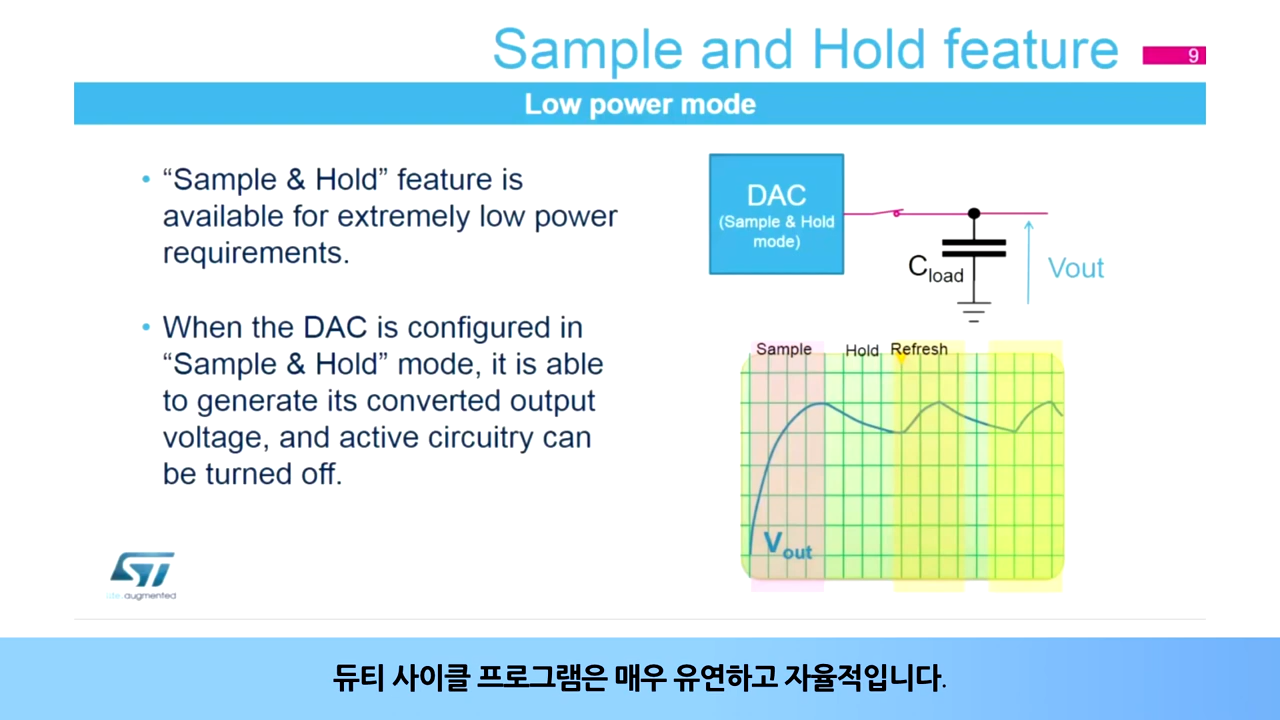 Sample and Hold feature
9
Low power mode
• “Sample & Hold” feature is
available for extremely low power
requirements.
• When the DAC is configured in
“Sample & Hold” mode, it is able
to generate its converted output
voltage, and active circuitry can
be turned off.
DAC
(Sample & Hold
mode)
Cload
Vout
Sample
Hold
Refresh
Vout
ST
life.augmented
듀티 사이클 프로그램은 매우 유연하고 자율적입니다.